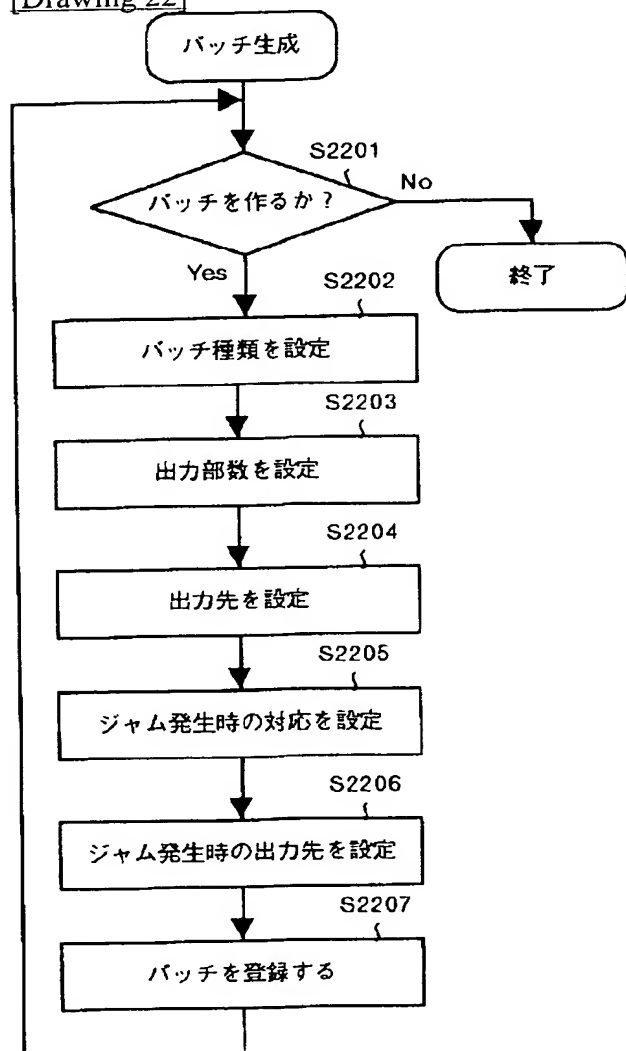 [Drawing 22]
バッチ生成
S2201
バッチを作るか？
No
終了
Yes
S2202
バッチ種類を設定
S2203
出力部数を設定
S2204
出力先を設定
S2205
ジャム発生時の対応を設定
S2206
ジャム発生時の出力先を設定
S2207
バッチを登録する